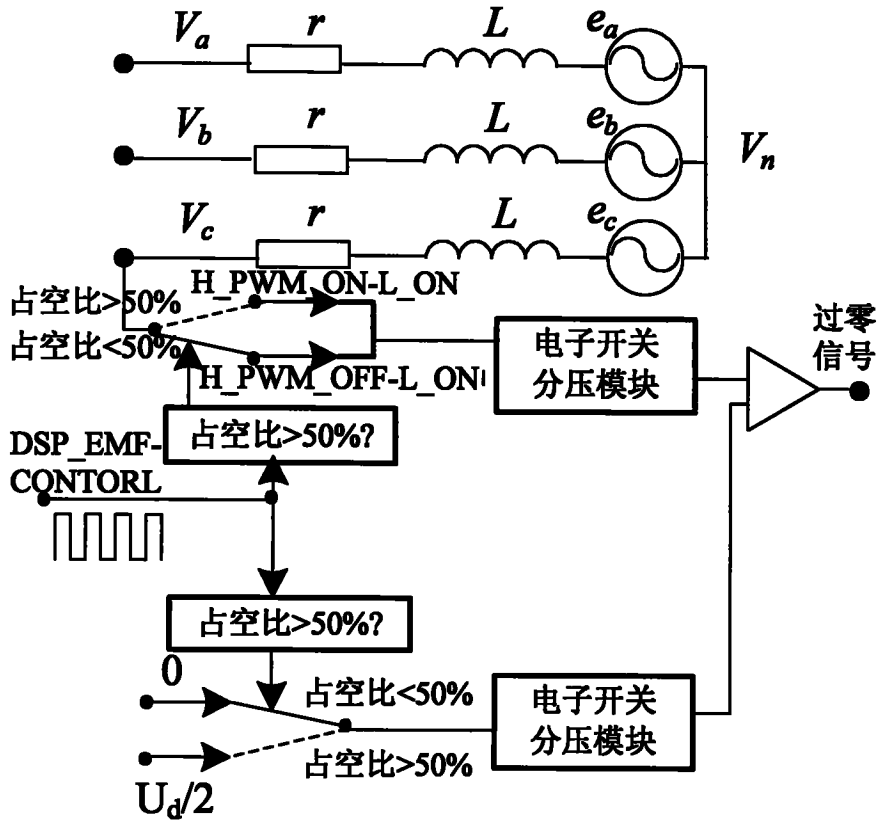 Va r L ea
Vb r L eb Vn
Vc r L ec
H_PWM_ON-L_ON
占空比>50%
占空比<50%
H_PWM_OFF-L_ON
电子开关
分压模块
过零
信号
占空比>50%?
DSP_EMF-
CONTORL
占空比>50%?
0
占空比<50%
占空比>50%
Ud/2
电子开关
分压模块